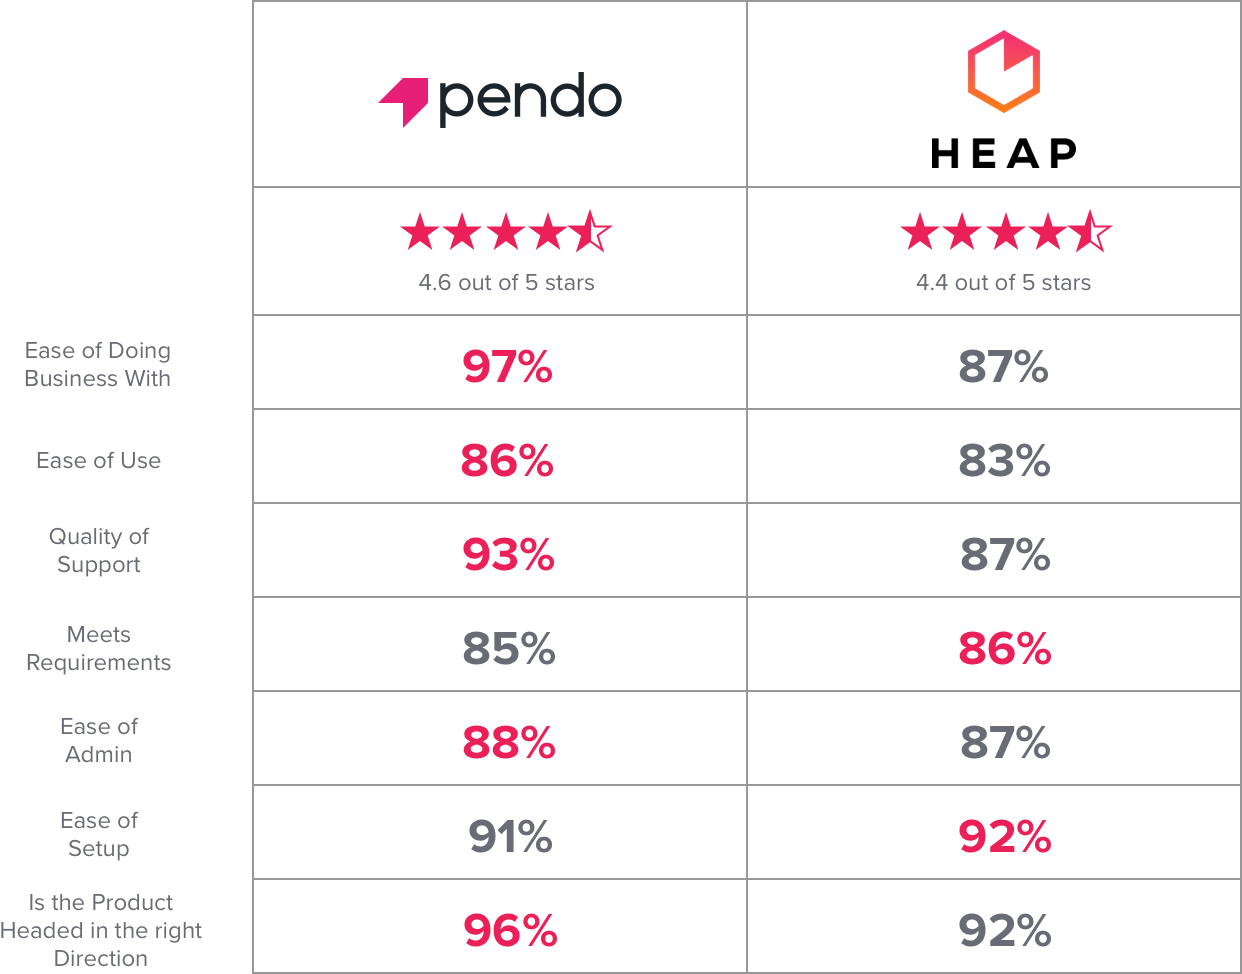 pendo
HEAP
4.6 out of 5 stars
4.4 out of 5 stars
Ease of Doing
Business With
97%
87%
Ease of Use
86%
83%
Quality of
Support
93%
87%
Meets
Requirements
85%
86%
Ease of
Admin
88%
87%
Ease of
Setup
91%
92%
Is the Product
Headed in the right
Direction
96%
92%